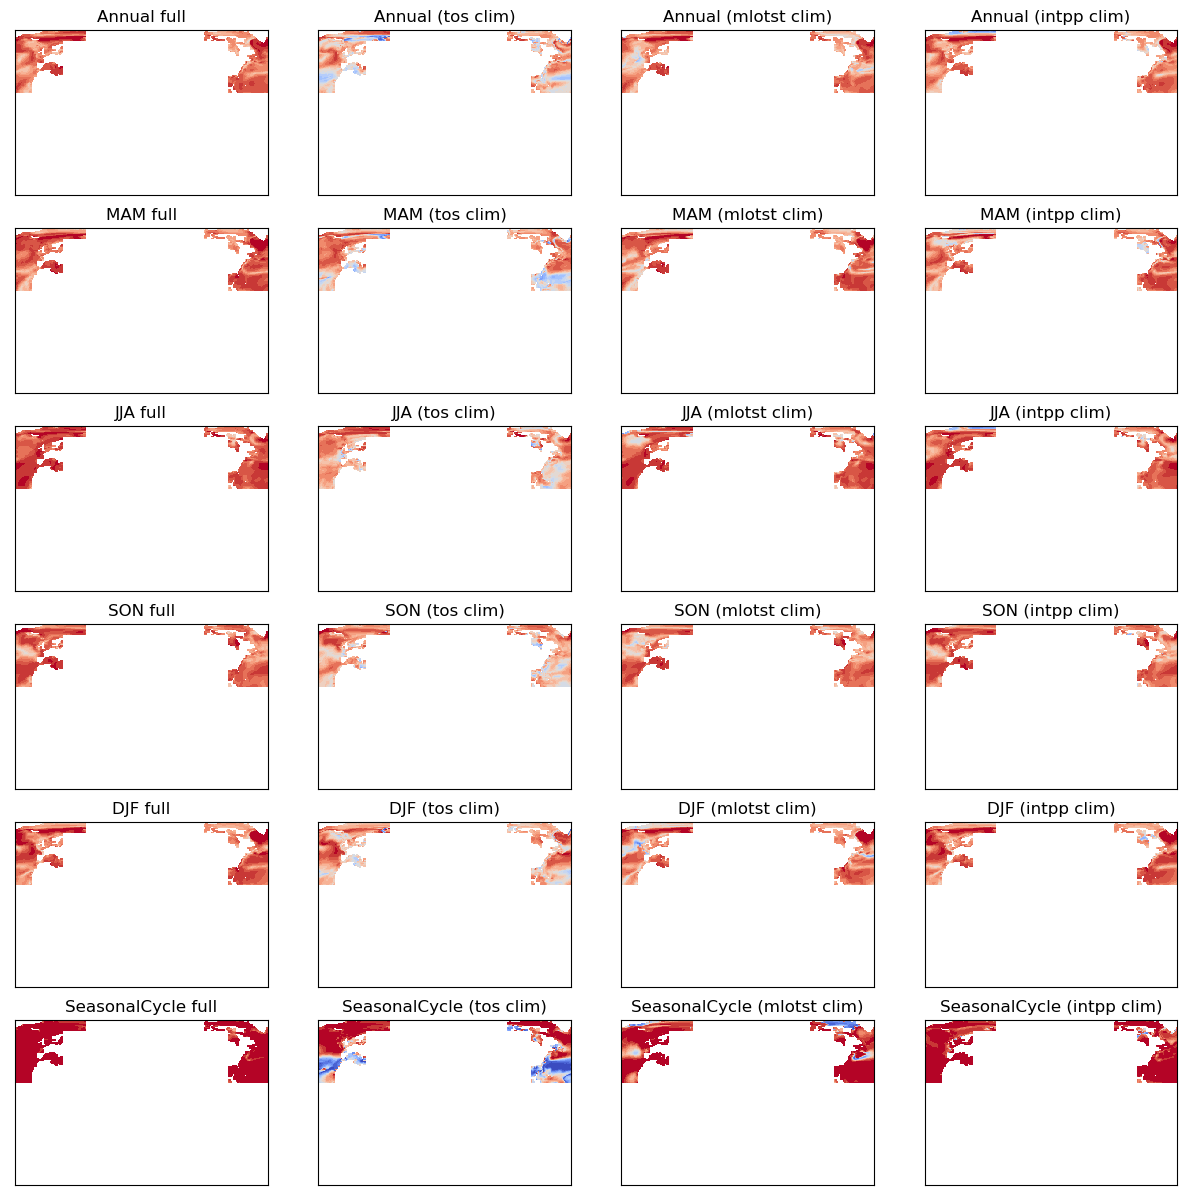 Annual full
Annual (tos clim)
Annual (mlotst clim)
Annual (intpp clim)
MAM full
MAM (tos clim)
MAM (mlotst clim)
MAM (intpp clim)
JJA full
JJA (tos clim)
JJA (mlotst clim)
JJA (intpp clim)
SON full
SON (tos clim)
SON (mlotst clim)
SON (intpp clim)
DJF full
DJF (tos clim)
DJF (mlotst clim)
DJF (intpp clim)
SeasonalCycle full
SeasonalCycle (tos clim)
SeasonalCycle (mlotst clim)
SeasonalCycle (intpp clim)